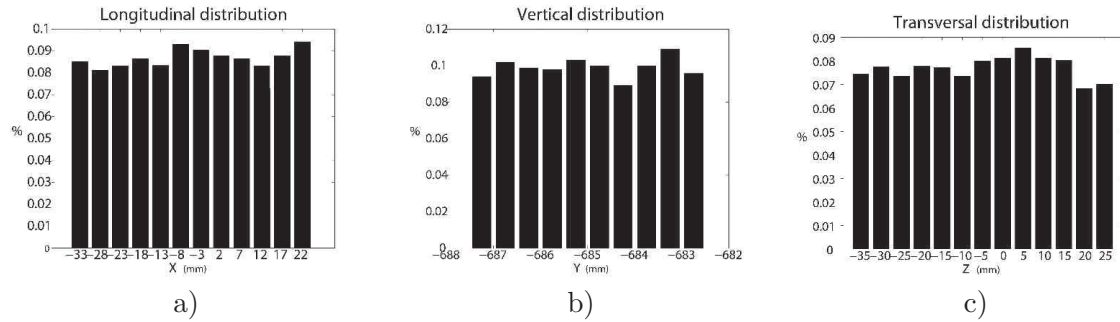 Longitudinal distribution
0.1
0.09
0.08
0.07
0.06
0.05
%
0.04
0.03
0.02
0.01
0
−33−28−23−18−13−8 −3 2 7 12 17 22
X (mm)
a)
Vertical distribution
0.12
0.1
0.08
%
0.06
0.04
0.02
0
−688 −687 −686 −685 −684 −683 −682
Y (mm)
b)
Transversal distribution
0.09
0.08
0.07
0.06
0.05
%
0.04
0.03
0.02
0.01
0
−35−30−25−20−15−10−5 0 5 10 15 20 25
Z (mm)
c)